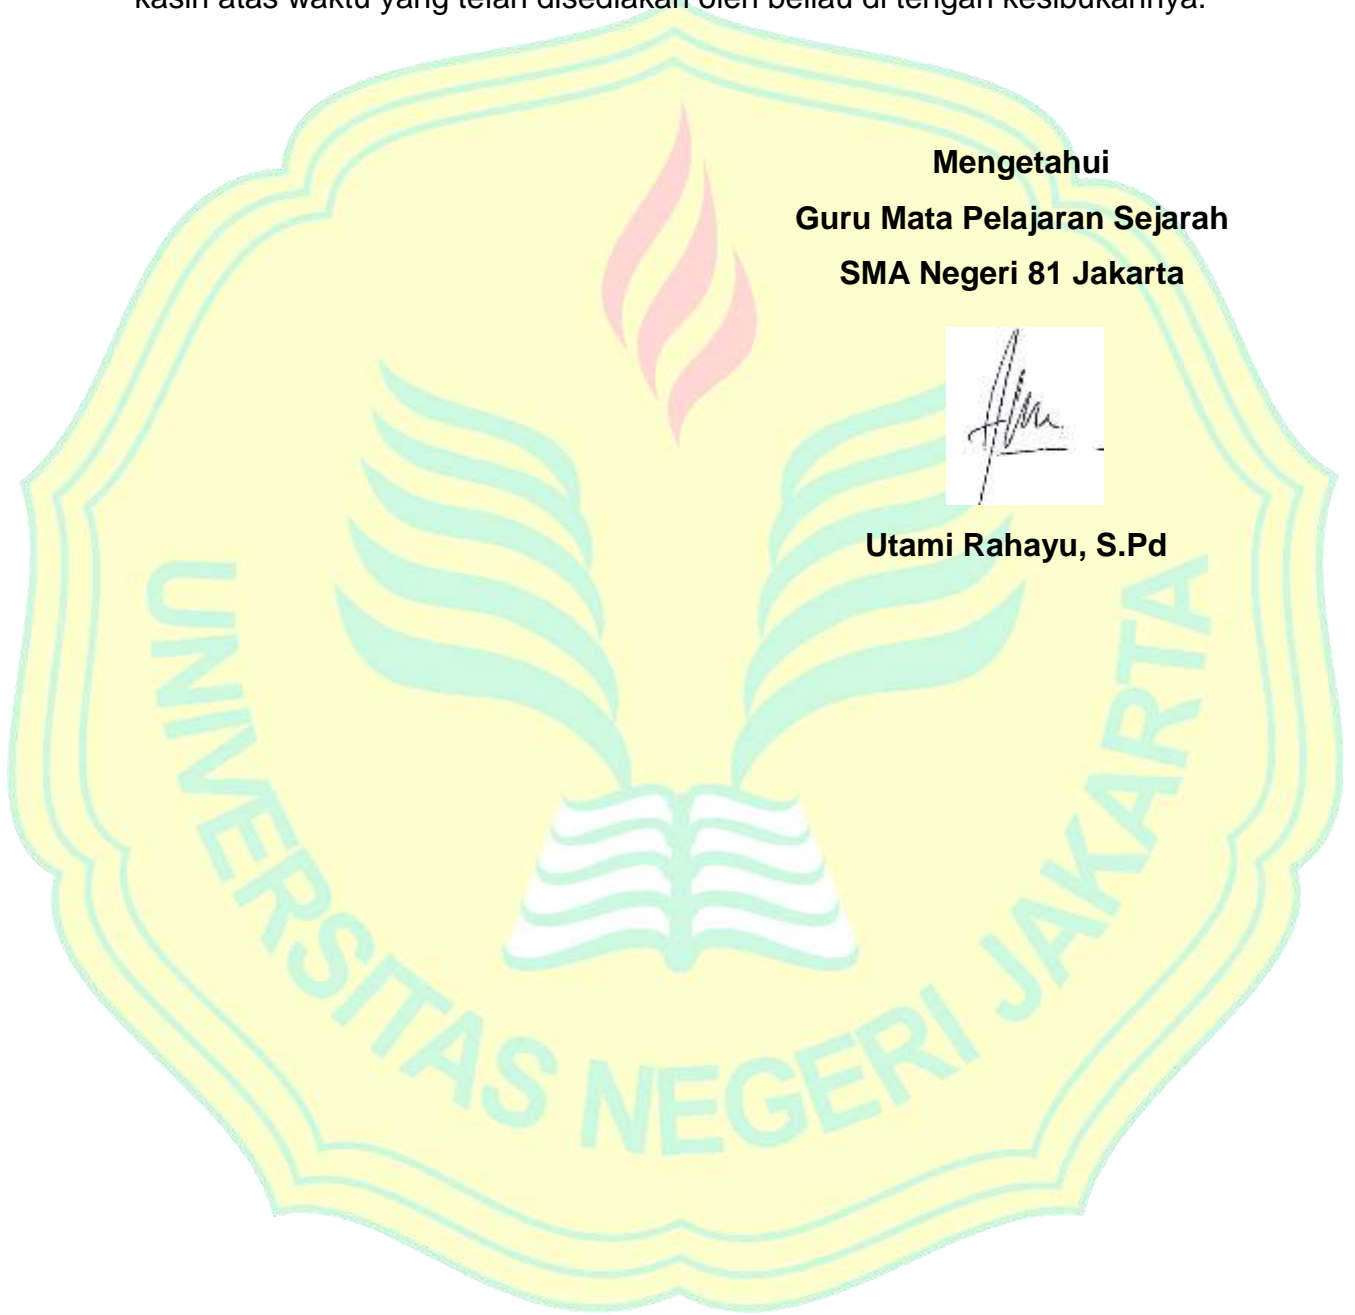 kasih atas waktu yang telah disediakan oleh beliau di tengah kesibukannya.
Mengetahui
Guru Mata Pelajaran Sejarah
SMA Negeri 81 Jakarta
Utami Rahayu, S.Pd
UNIVERSITAS NEGERI JAKARTA